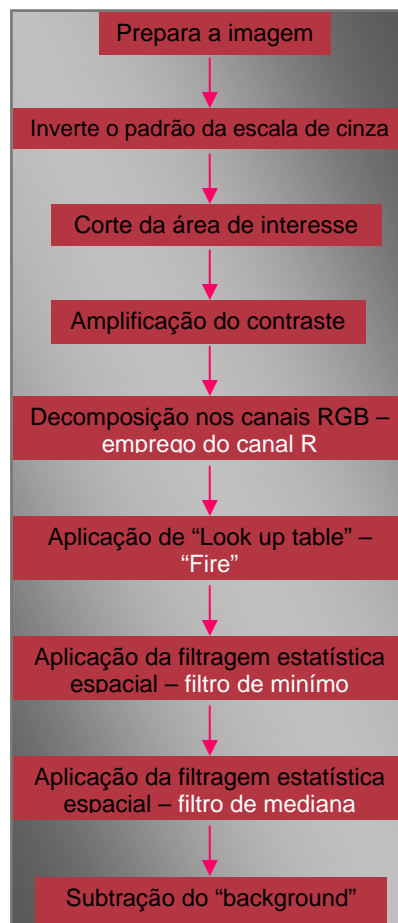 Prepara a imagem
Inverte o padrão da escala de cinza
Corte da área de interesse
Amplificação do contraste
Decomposição nos canais RGB –
emprego do canal R
Aplicação de “Look up table” –
“Fire”
Aplicação da filtragem estatística
espacial – filtro de minímo
Aplicação da filtragem estatística
espacial – filtro de mediana
Subtração do “background”